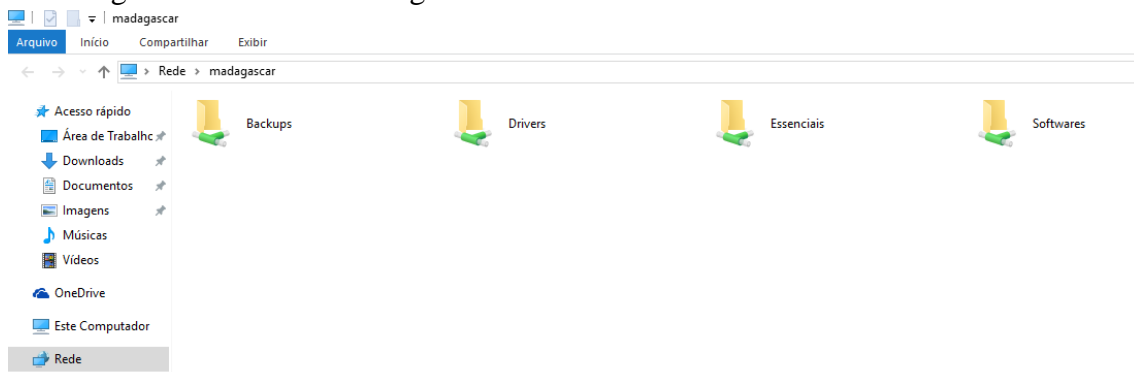 madagascar
Arquivo Início Compartilhar Exibir
Rede > madagascar
Acesso rápido
Área de Trabalhc
Downloads
Documentos
Imagens
Músicas
Vídeos
OneDrive
Este Computador
Rede
Backups Drivers Essenciais Softwares